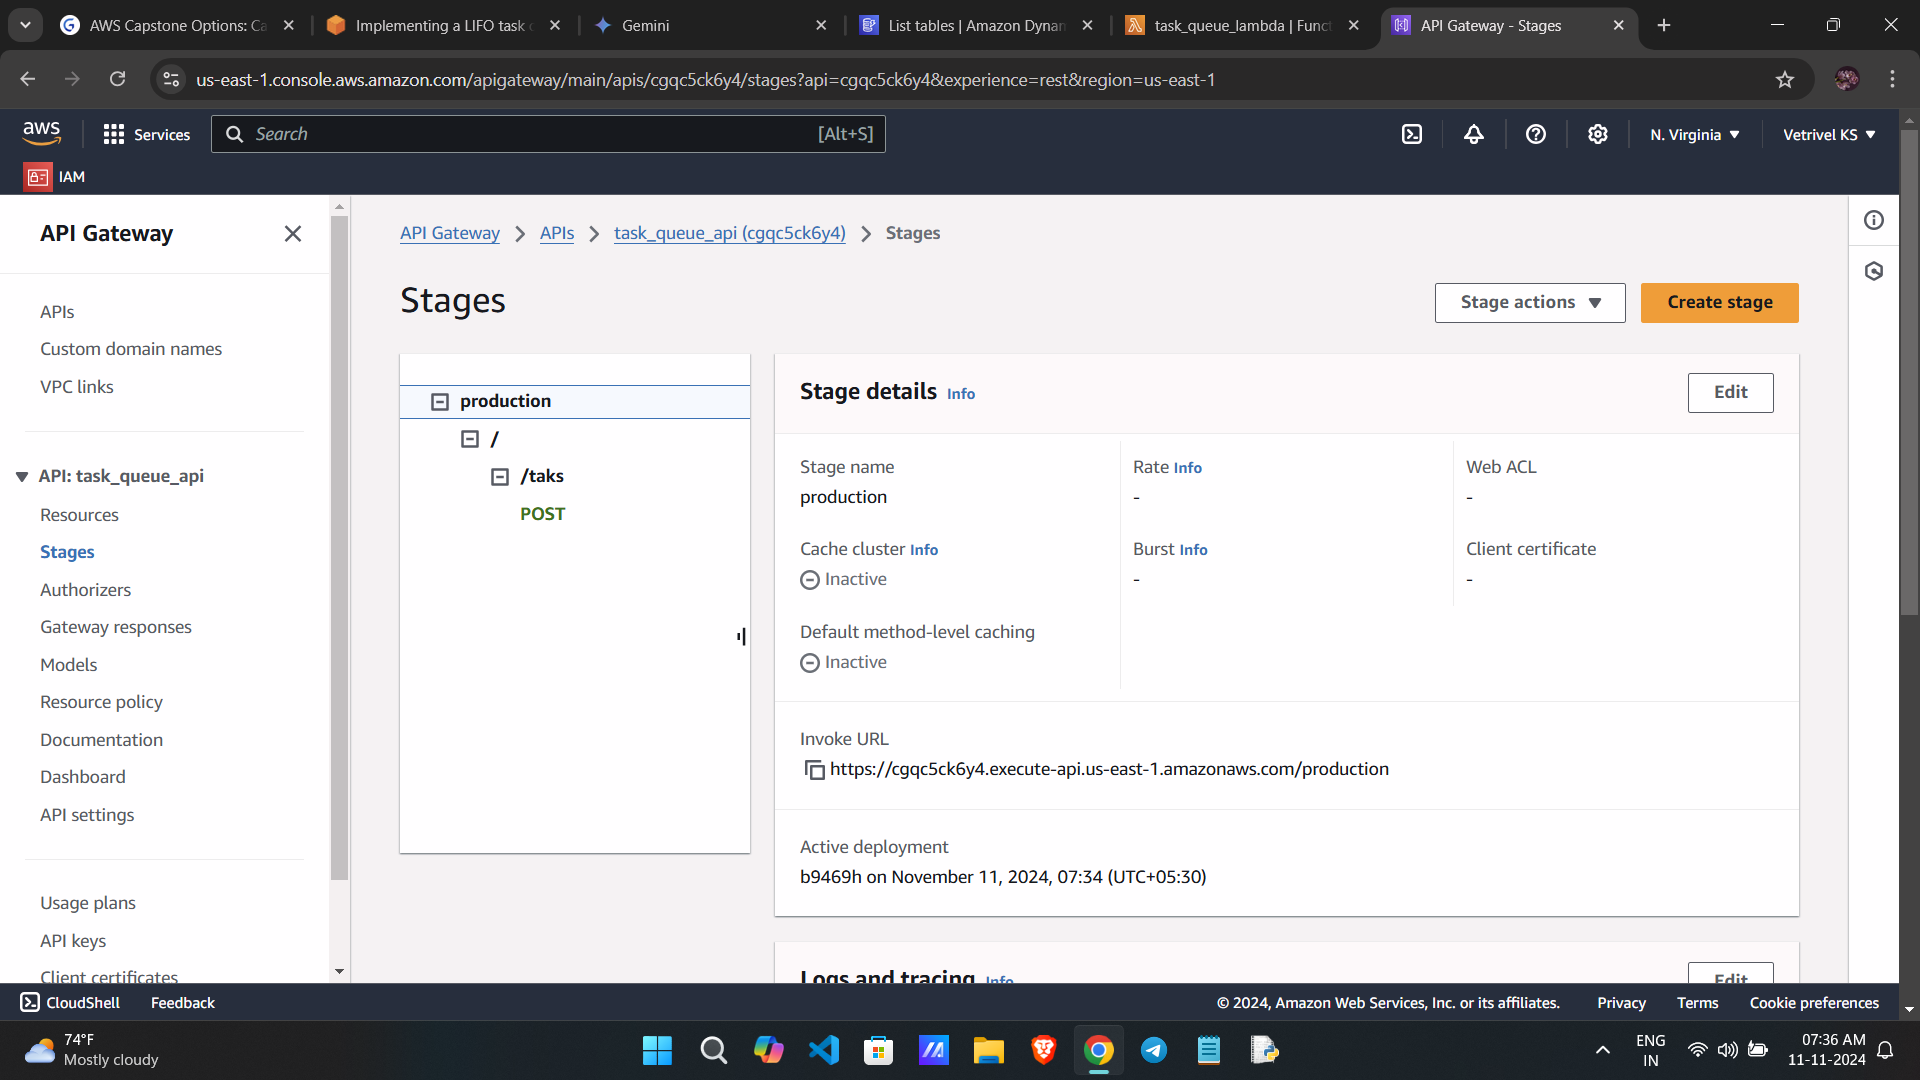 AWS Capstone Options: Ca
Implementing a LIFO task
Gemini
List tables | Amazon Dynam
task_queue_lambda | Funct
API Gateway - Stages
us-east-1.console.aws.amazon.com/apigateway/main/apis/cgqc5ck6y4/stages?api=cgqc5ck6y4&experience=rest&region=us-east-1
aws
Services
Search
[Alt+S]
N. Virginia
Vetrivel KS
IAM
API Gateway
APIs
Custom domain names
VPC links
API: task_queue_api
Resources
Stages
Authorizers
Gateway responses
Models
Resource policy
Documentation
Dashboard
API settings
Usage plans
API keys
Client certificates
API Gateway
APIs
task_queue_api (cgqc5ck6y4)
Stages
Stages
Stage actions
Create stage
production
/
/taks
POST
Stage details Info
Edit
Stage name
production
Rate Info
-
Web ACL
-
Cache cluster Info
Inactive
Burst Info
-
Client certificate
-
Default method-level caching
Inactive
Invoke URL
https://cgqc5ck6y4.execute-api.us-east-1.amazonaws.com/production
Active deployment
b9469h on November 11, 2024, 07:34 (UTC+05:30)
Logs and tracing Info
Edit
CloudShell
Feedback
© 2024, Amazon Web Services, Inc. or its affiliates.
Privacy
Terms
Cookie preferences
74°F
Mostly cloudy
ENG
IN
07:36 AM
11-11-2024